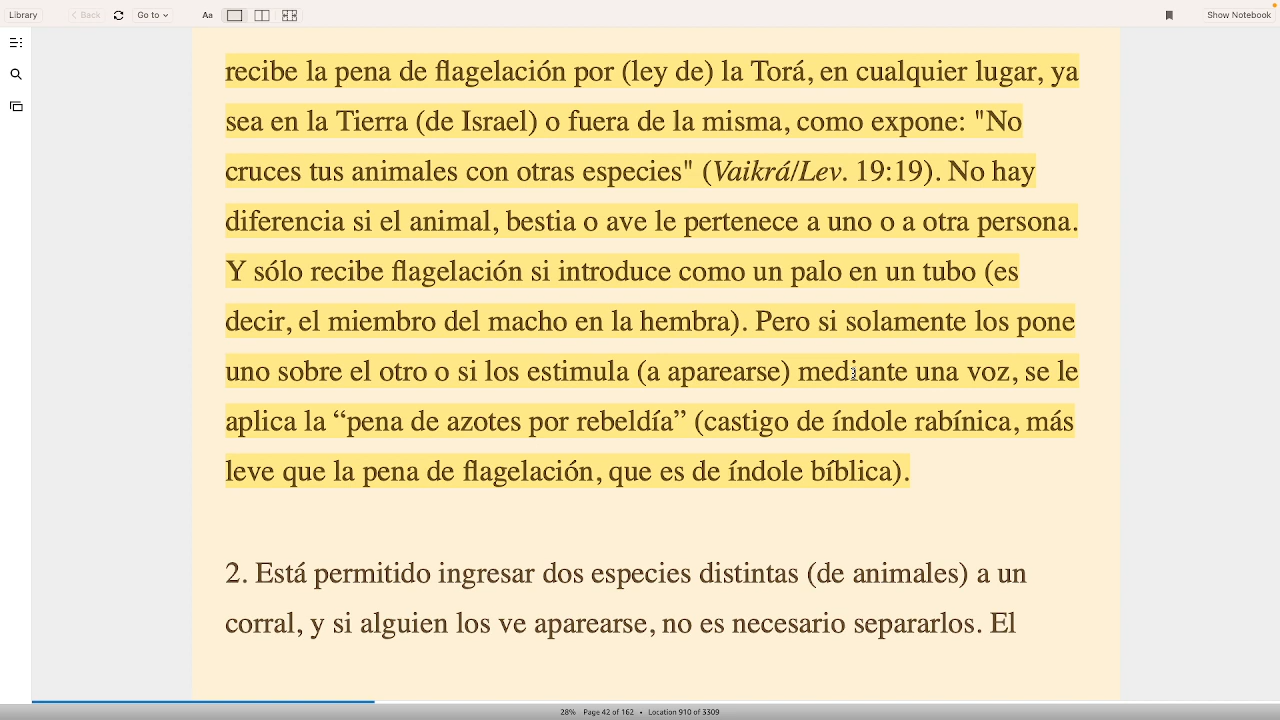 Library
Back
Go to
Aa
Show Notebook
recibe la pena de flagelación por (ley de) la Torá, en cualquier lugar, ya
sea en la Tierra (de Israel) o fuera de la misma, como expone: "No
cruces tus animales con otras especies" (Vaikrá/Lev. 19:19). No hay
diferencia si el animal, bestia o ave le pertenece a uno o a otra persona.
Y sólo recibe flagelación si introduce como un palo en un tubo (es
decir, el miembro del macho en la hembra). Pero si solamente los pone
uno sobre el otro o si los estimula (a aparearse) mediante una voz, se le
aplica la “pena de azotes por rebeldía” (castigo de índole rabínica, más
leve que la pena de flagelación, que es de índole bíblica).
2. Está permitido ingresar dos especies distintas (de animales) a un
corral, y si alguien los ve aparearse, no es necesario separarlos. El
28% Page 42 of 162 • Location 910 of 3309